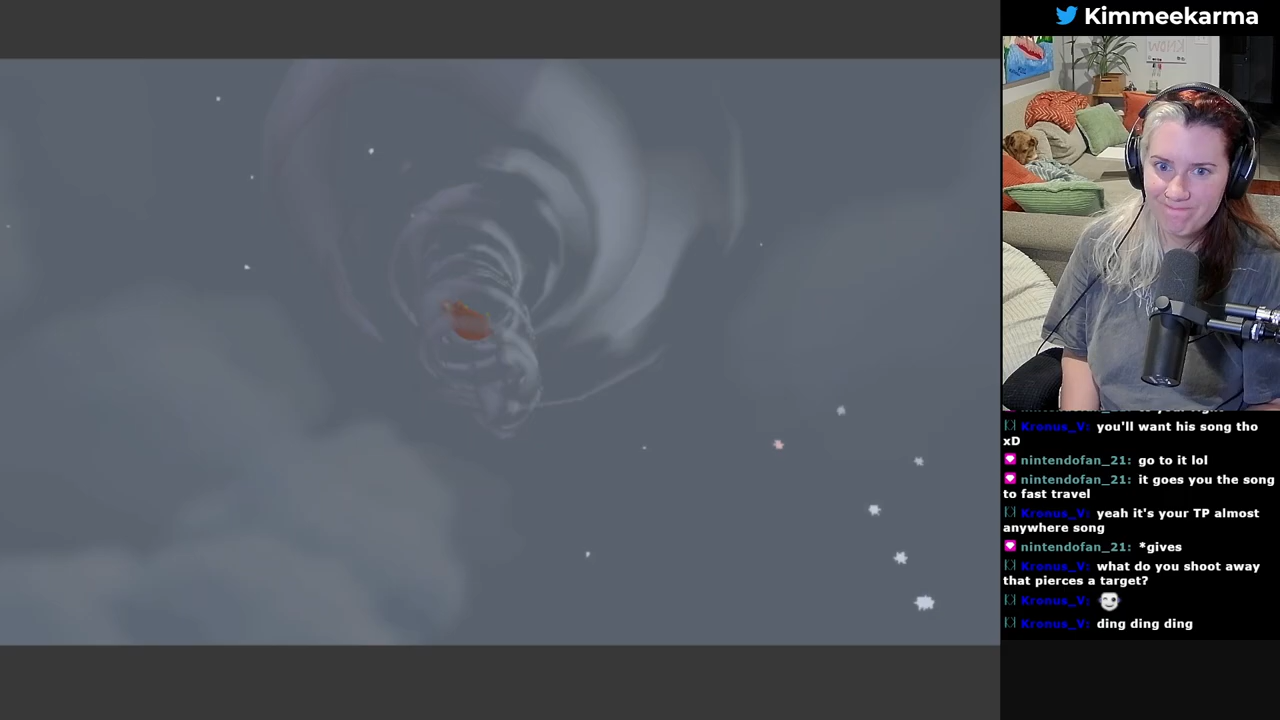 Kimmeekarma
Kronus_V: you'll want his song tho
xD
nintendofan_21: go to it lol
nintendofan_21: it goes you the song
to fast travel
Kronus_V: yeah it's your TP almost
anywhere song
nintendofan_21: *gives
Kronus_V: what do you shoot away
that pierces a target?
Kronus_V:
Kronus_V: ding ding ding